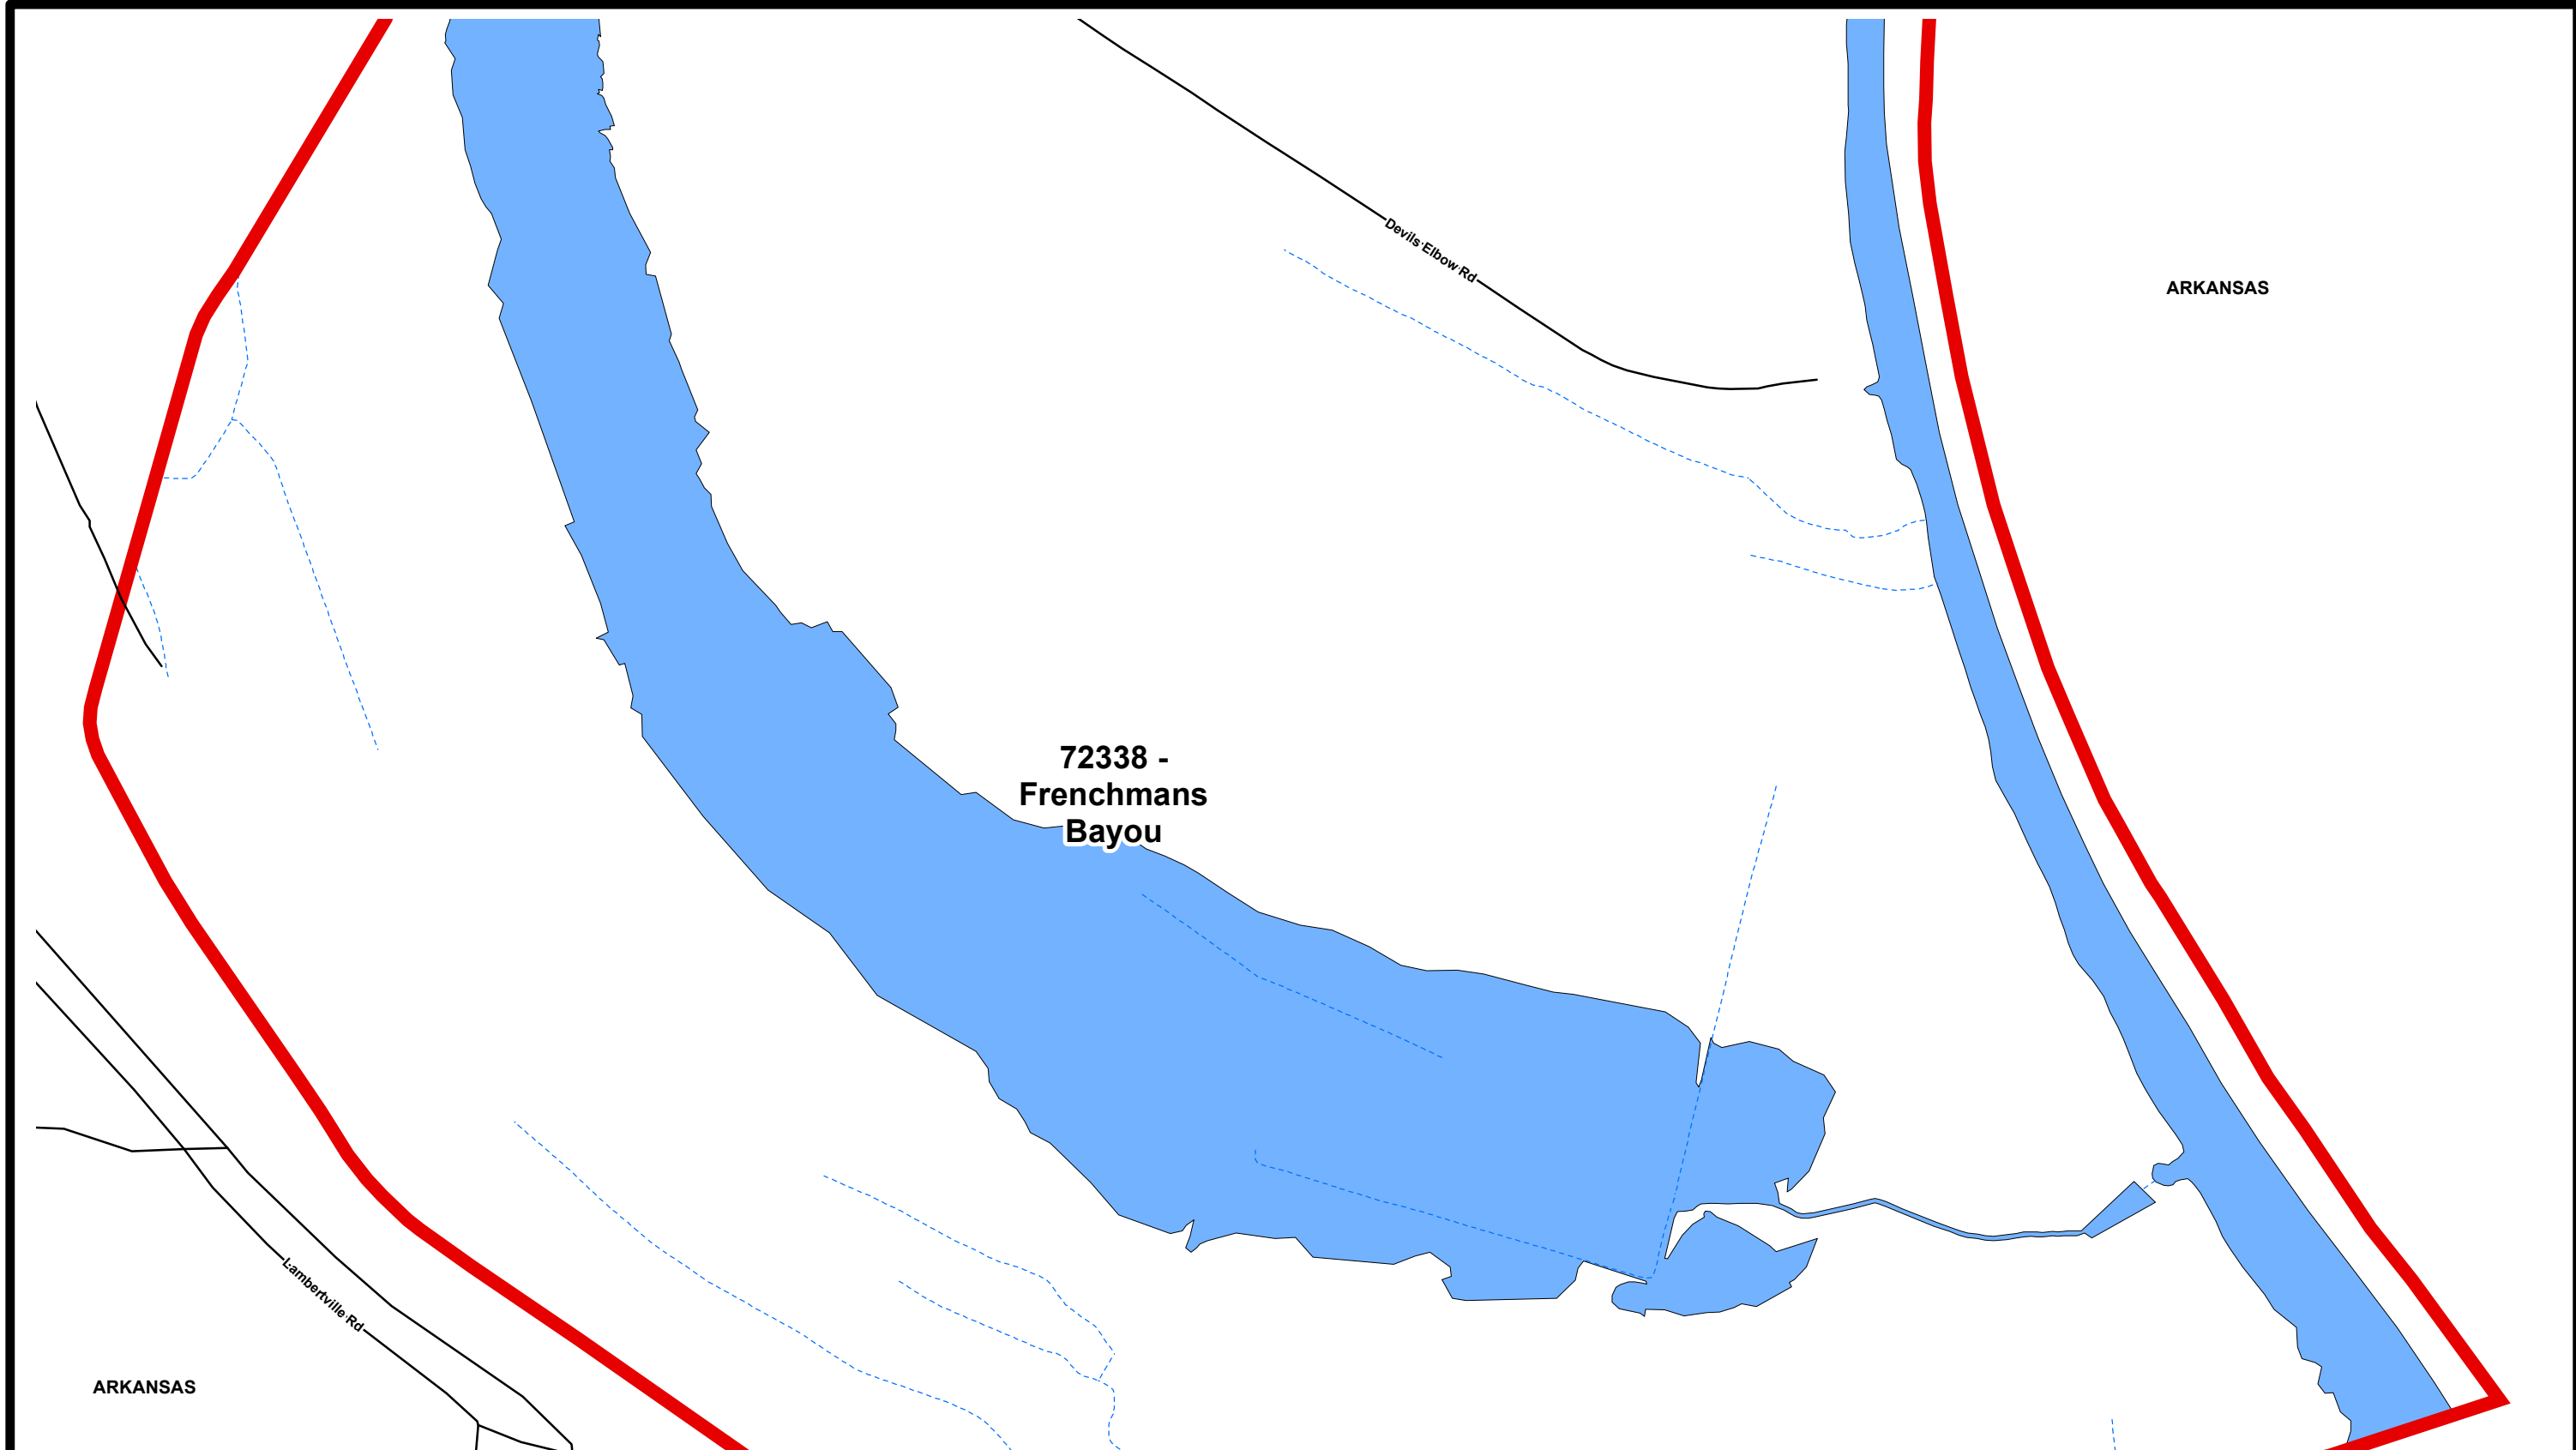 Devils Elbow Rd
ARKANSAS
72338 -
Frenchmans
Bayou
Lambertville Rd
ARKANSAS